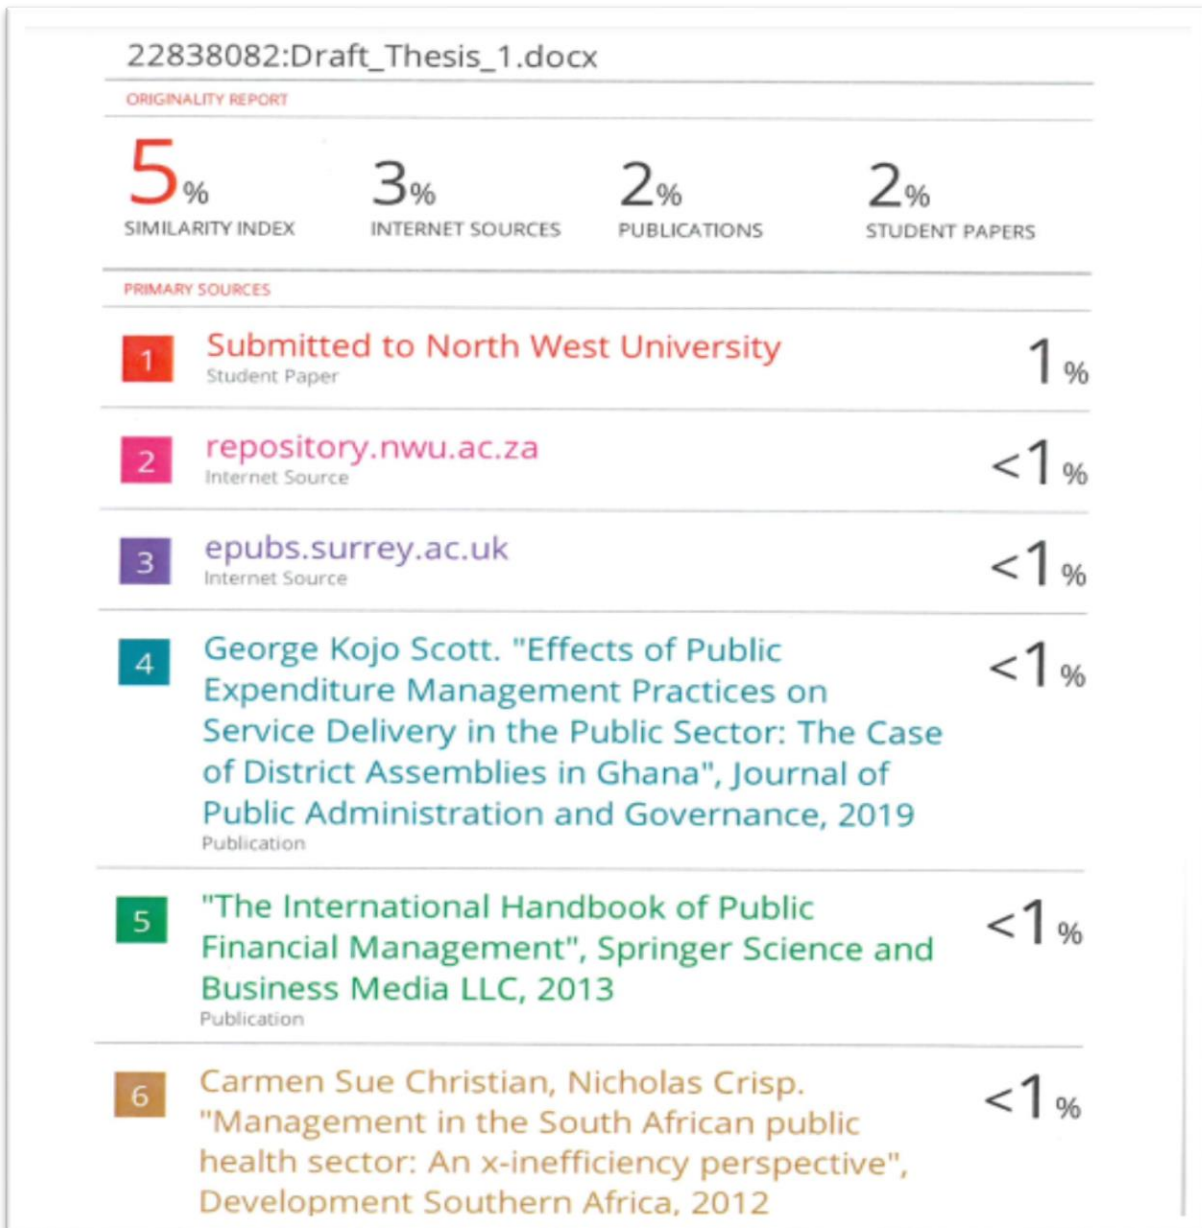 22838082:Draft_Thesis_1.docx
ORIGINALITY REPORT
5% 3% 2% 2%
SIMILARITY INDEX INTERNET SOURCES PUBLICATIONS STUDENT PAPERS
PRIMARY SOURCES
1 Submitted to North West University 1%
Student Paper
2 repository.nwu.ac.za <1%
Internet Source
3 epubs.surrey.ac.uk <1%
Internet Source
4 George Kojo Scott. "Effects of Public <1%
Expenditure Management Practices on
Service Delivery in the Public Sector: The Case
of District Assemblies in Ghana", Journal of
Public Administration and Governance, 2019
Publication
5 "The International Handbook of Public <1%
Financial Management", Springer Science and
Business Media LLC, 2013
Publication
6 Carmen Sue Christian, Nicholas Crisp. <1%
"Management in the South African public
health sector: An x-inefficiency perspective",
Development Southern Africa, 2012